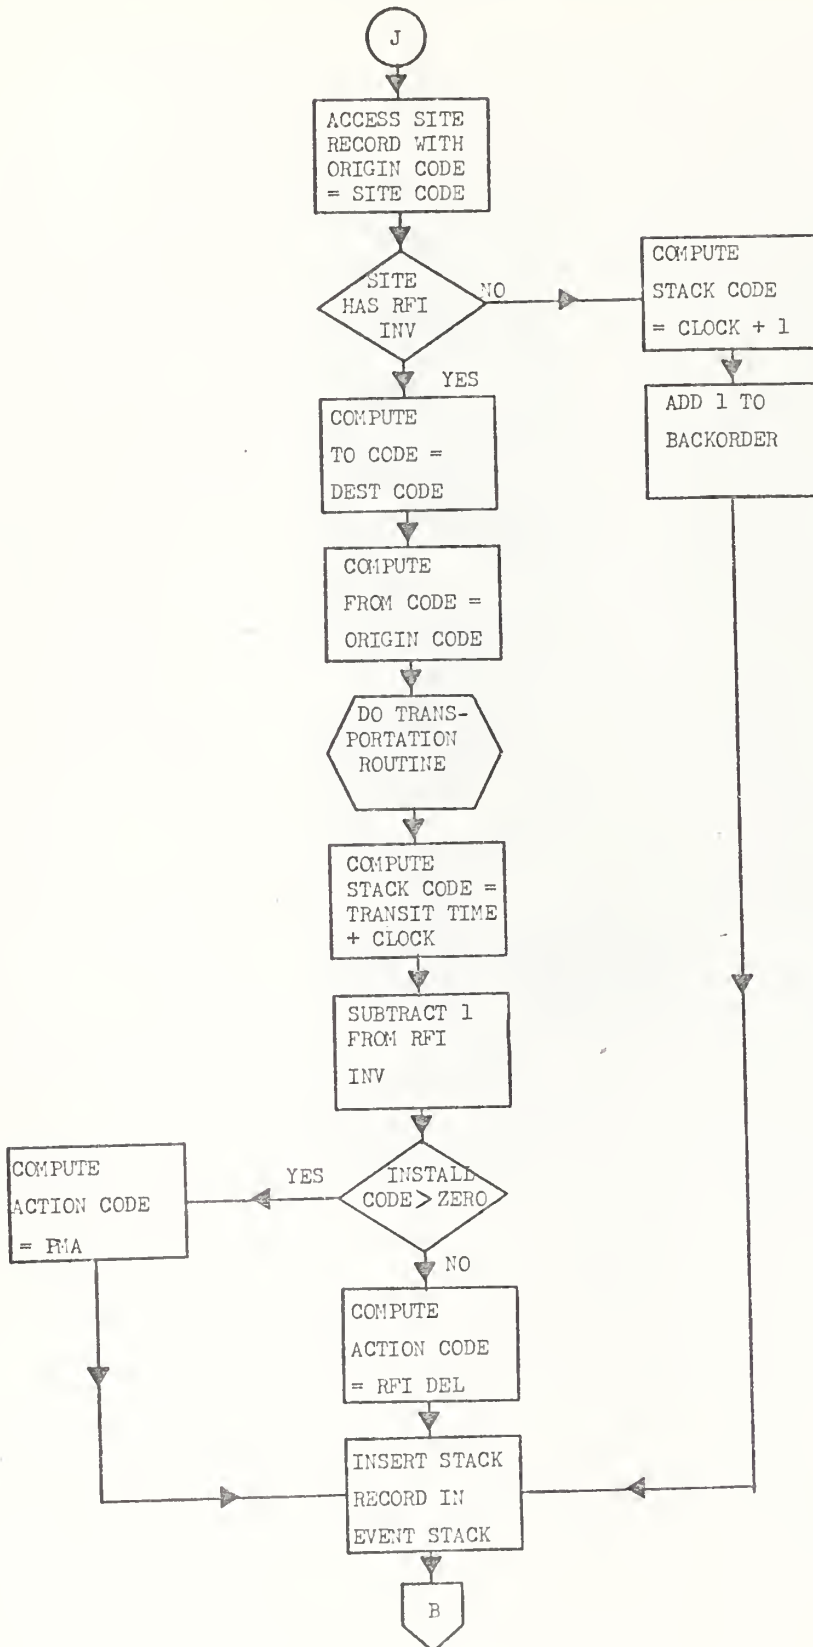 J
ACCESS SITE
RECORD WITH
ORIGIN CODE
= SITE CODE
SITE
HAS RFI
INV
NO
COMPUTE
STACK CODE
= CLOCK + 1
YES
ADD 1 TO
BACKORDER
COMPUTE
TO CODE =
DEST CODE
COMPUTE
FROM CODE =
ORIGIN CODE
DO TRANS-
PORTATION
ROUTINE
COMPUTE
STACK CODE =
TRANSIT TIME
+ CLOCK
SUBTRACT 1
FROM RFI
INV
INSTALL
CODE > ZERO
YES
COMPUTE
ACTION CODE
= RMA
NO
COMPUTE
ACTION CODE
= RFI DEL
INSERT STACK
RECORD IN
EVENT STACK
B